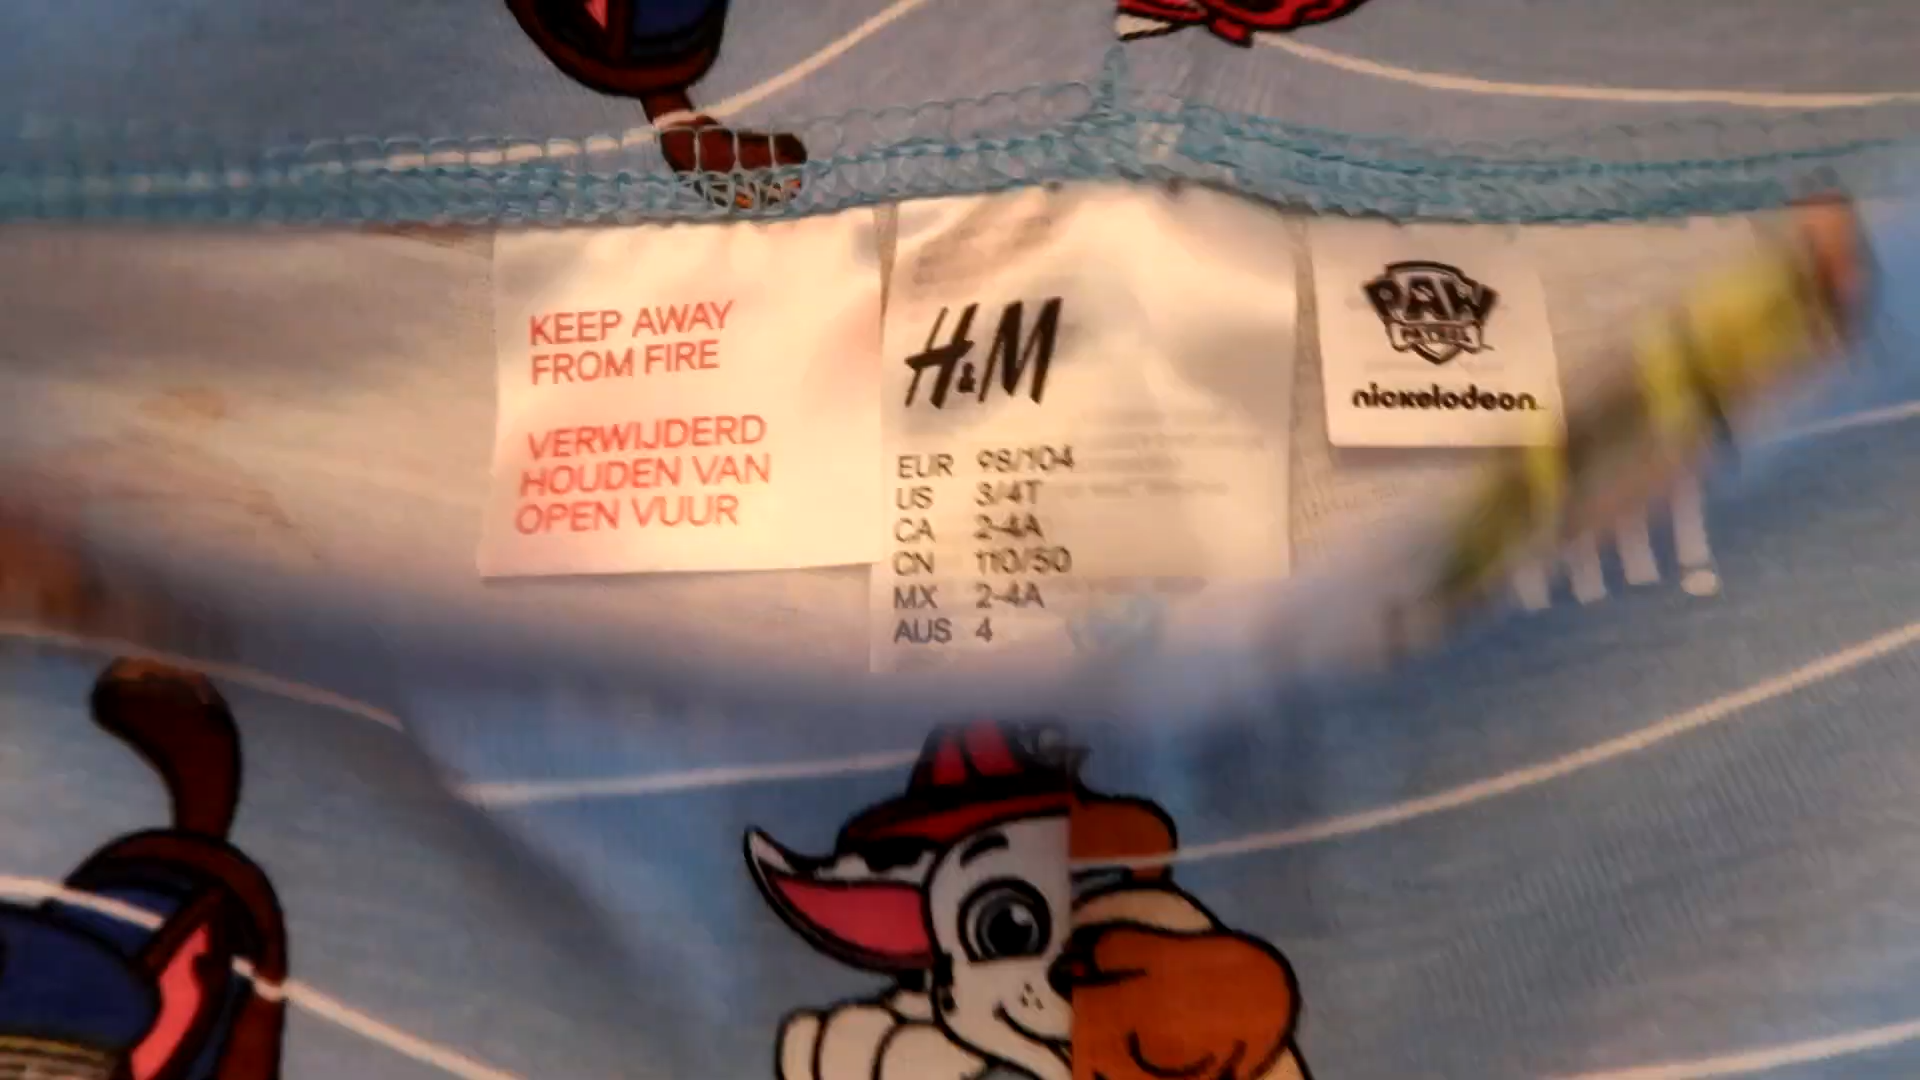 KEEP AWAY
FROM FIRE
VERWIJDERD
HOUDEN VAN
OPEN VUUR
H&M
EUR 98/104
US 3/4T
CA 2-4A
CN 110/50
MX 2-4A
AUS 4
PAW
PATROL
nickelodeon